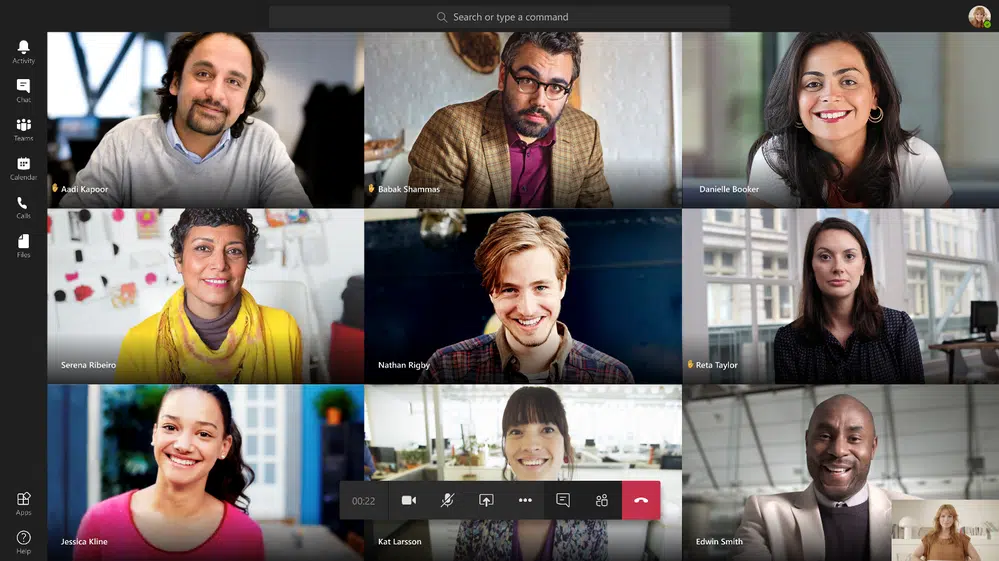 Search or type a command
Activity
Chat
Teams
Calendar
Calls
Files
Aadi Kapoor
Babak Shammas
Danielle Booker
Serena Ribeiro
Nathan Rigby
Reta Taylor
00:22
Jessica Kline
Kat Larsson
Edwin Smith
Apps
Help